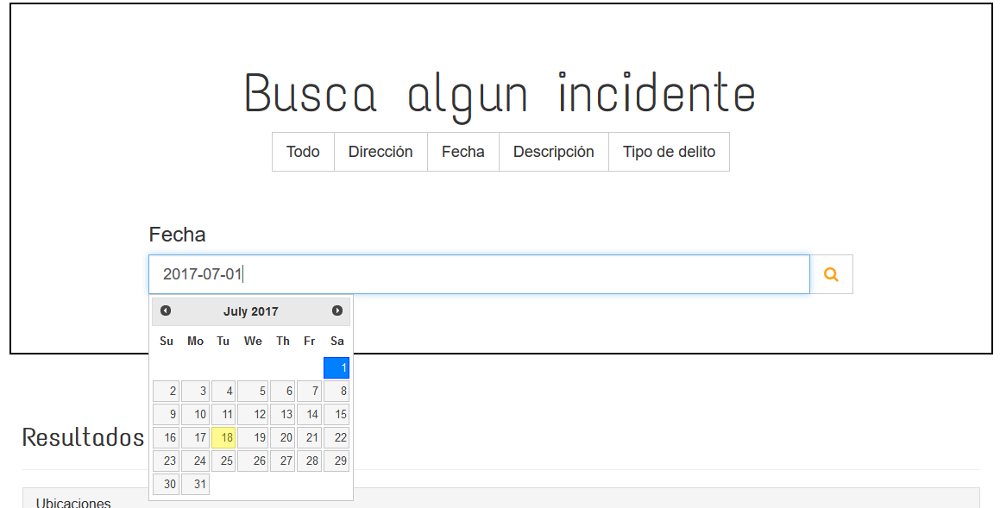 Busca algun incidente
Todo Dirección Fecha Descripción Tipo de delito
Fecha
2017-07-01
July 2017
Su Mo Tu We Th Fr Sa
1
2 3 4 5 6 7 8
9 10 11 12 13 14 15
16 17 18 19 20 21 22
23 24 25 26 27 28 29
30 31
Resultados
Ubicaciones